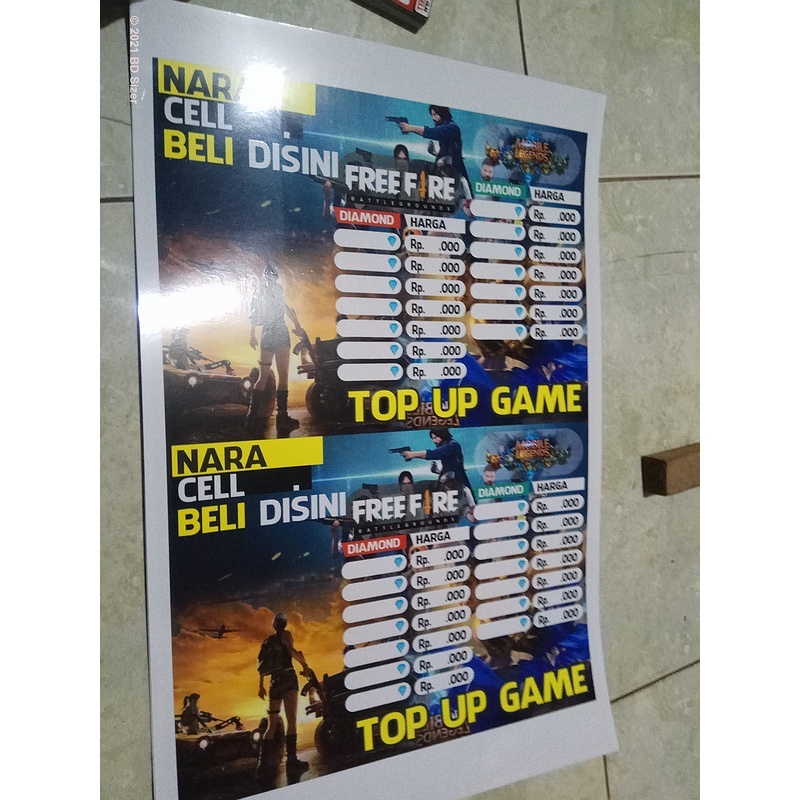 © 2021 BD Sizer
NARA
CELL
BELI DISINI
FREE FIRE
BATTLEGROUNDS
DIAMOND HARGA
Rp. .000
Rp. .000
Rp. .000
Rp. .000
Rp. .000
Rp. .000
Rp. .000
MOBILE
LEGENDS
DIAMOND HARGA
Rp. .000
Rp. .000
Rp. .000
Rp. .000
Rp. .000
Rp. .000
Rp. .000
TOP UP GAME
NARA
CELL
BELI DISINI
FREE FIRE
BATTLEGROUNDS
DIAMOND HARGA
Rp. .000
Rp. .000
Rp. .000
Rp. .000
Rp. .000
Rp. .000
Rp. .000
MOBILE
LEGENDS
DIAMOND HARGA
Rp. .000
Rp. .000
Rp. .000
Rp. .000
Rp. .000
Rp. .000
Rp. .000
TOP UP GAME